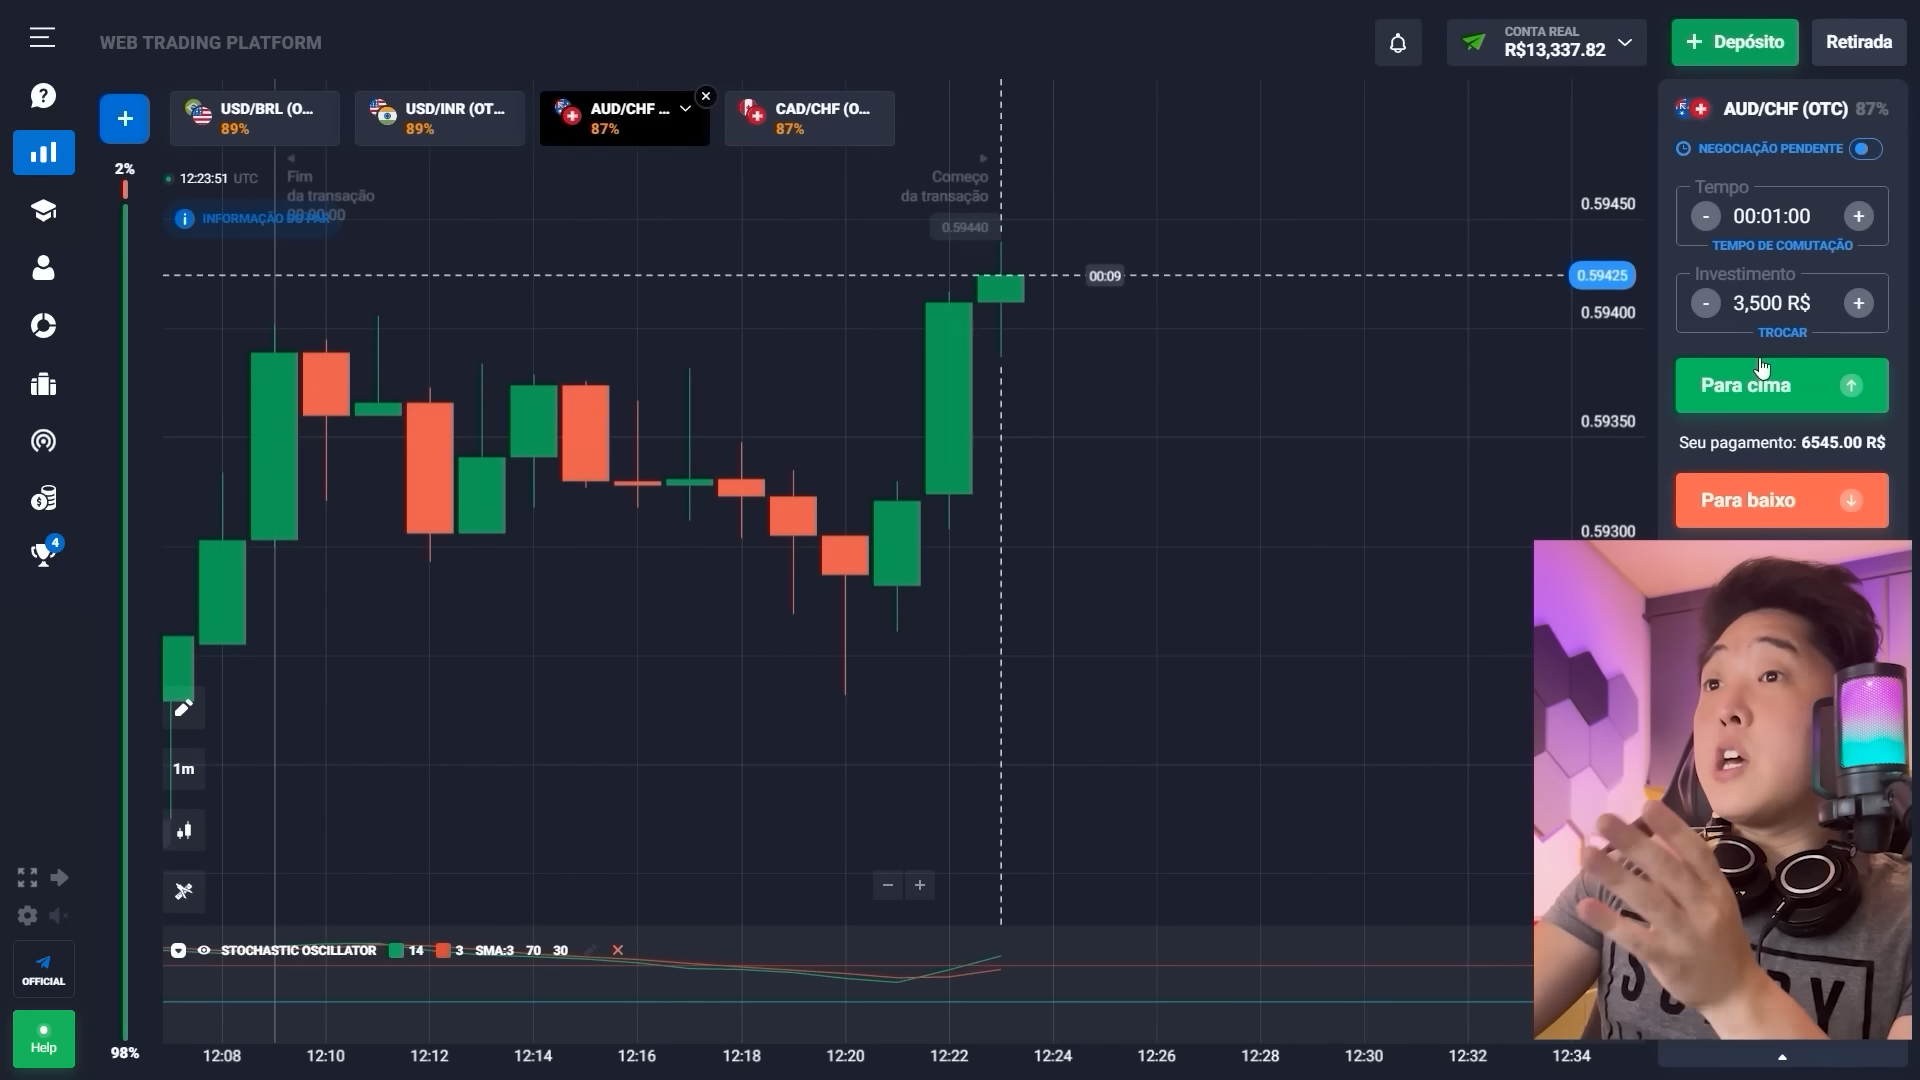 WEB TRADING PLATFORM
CONTA REAL
R$13,337.82
+ Depósito
Retirada
USD/BRL (O...
89%
USD/INR (OT...
89%
AUD/CHF ...
87%
CAD/CHF (O...
87%
AUD/CHF (OTC) 87%
NEGOCIAÇÃO PENDENTE
Tempo
- 00:01:00 +
TEMPO DE COMUTAÇÃO
Investimento
- 3,500 R$ +
TROCAR
Para cima
Seu pagamento: 6545.00 R$
Para baixo
2%
98%
12:23:51 UTC
Fim
da transação
00:00:00
INFORMAÇÃO DO PAR
Começo
da transação
0.59440
00:09
0.59450
0.59425
0.59400
0.59350
0.59300
1m
STOCHASTIC OSCILLATOR 14 3 SMA:3 70 30
12:08
12:10
12:12
12:14
12:16
12:18
12:20
12:22
12:24
12:26
12:28
12:30
12:32
12:34
4
OFFICIAL
Help